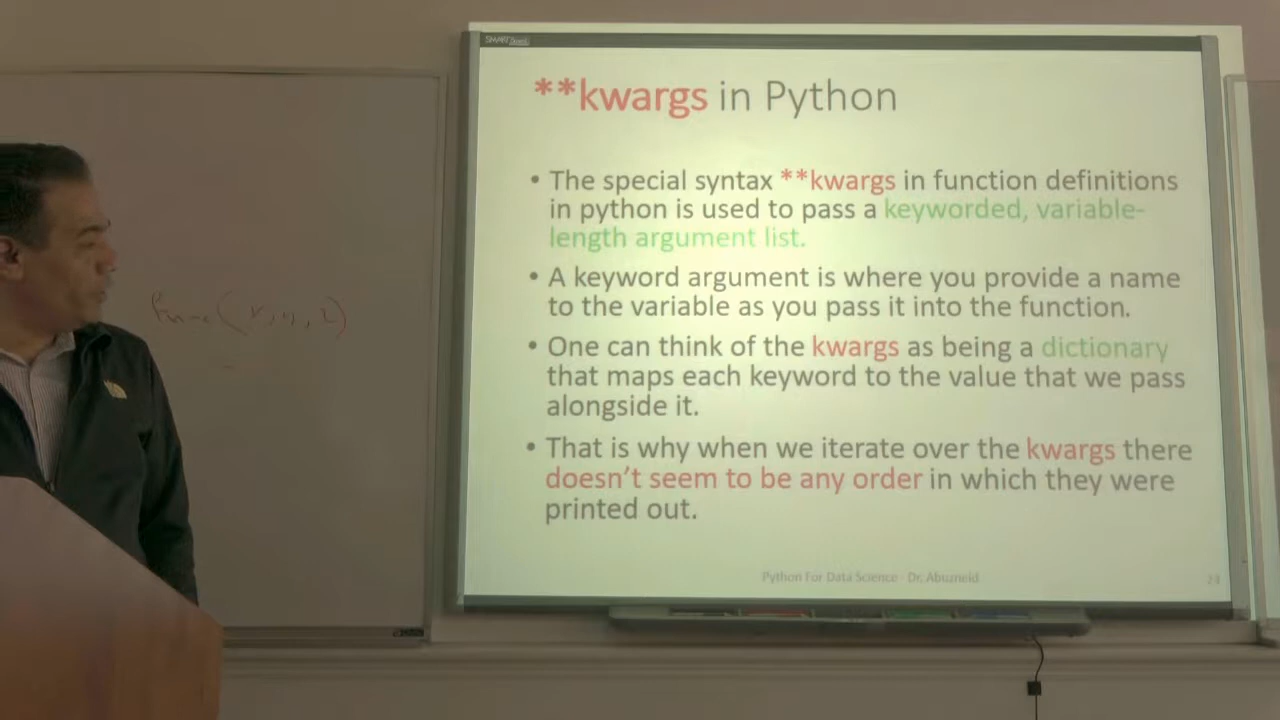 SMART Board
**kwargs in Python
• The special syntax **kwargs in function definitions
in python is used to pass a keyworded, variable-
length argument list.
• A keyword argument is where you provide a name
to the variable as you pass it into the function.
• One can think of the kwargs as being a dictionary
that maps each keyword to the value that we pass
alongside it.
• That is why when we iterate over the kwargs there
doesn't seem to be any order in which they were
printed out.
Python For Data Science - Dr. Abuzneid
24